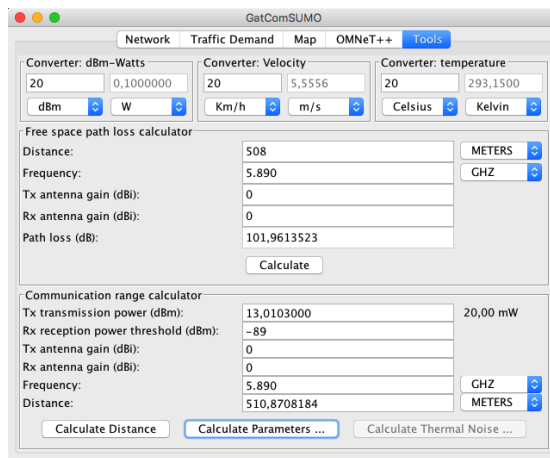 GatComSUMO
Network Traffic Demand Map OMNeT++ Tools
Converter: dBm-Watts Converter: Velocity Converter: temperature
20 0,1000000 20 5,5556 20 293,1500
dBm W Km/h m/s Celsius Kelvin
Free space path loss calculator
Distance: 508 METERS
Frequency: 5.890 GHZ
Tx antenna gain (dBi): 0
Rx antenna gain (dBi): 0
Path loss (dB): 101,9613523
Calculate
Communication range calculator
Tx transmission power (dBm): 13,0103000 20,00 mW
Rx reception power threshold (dBm): -89
Tx antenna gain (dBi): 0
Rx antenna gain (dBi): 0
Frequency: 5.890 GHZ
Distance: 510,8708184 METERS
Calculate Distance Calculate Parameters ... Calculate Thermal Noise ...